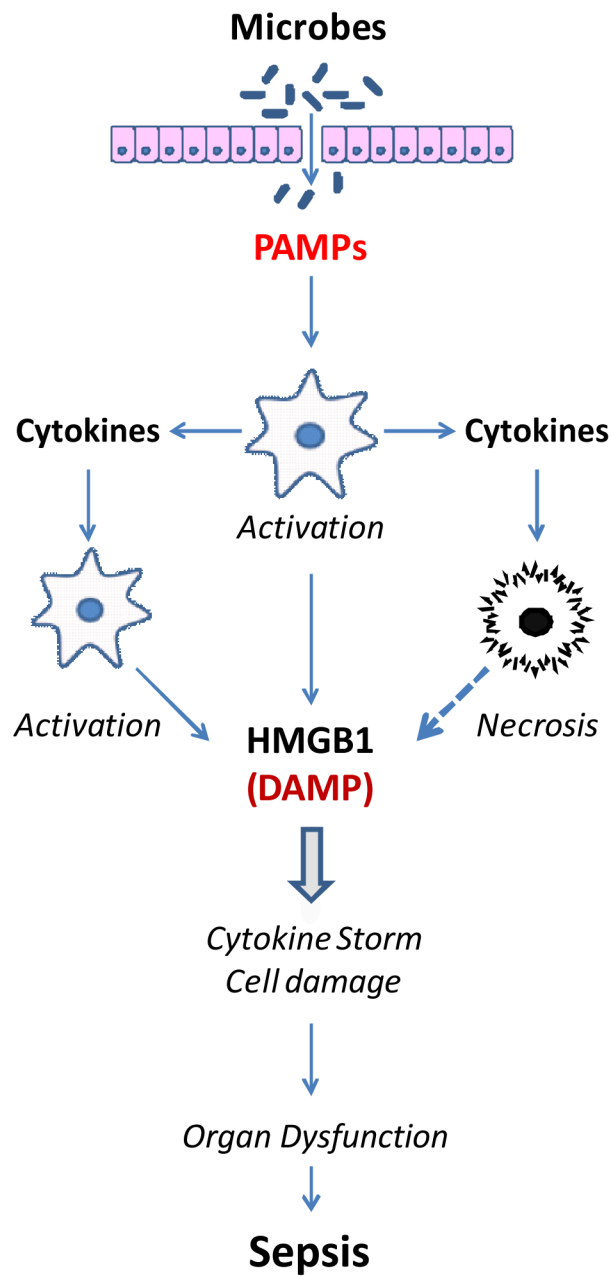 Microbes
PAMPs
Cytokines
Cytokines
Activation
Activation
Necrosis
HMGB1
(DAMP)
Cytokine Storm
Cell damage
Organ Dysfunction
Sepsis